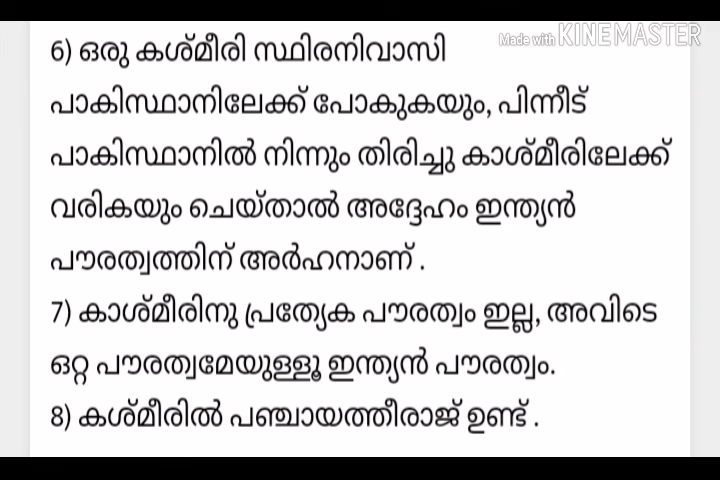 Made with KINEMASTER
6) ഒരു കശ്മീരി സ്ഥിരനിവാസി
പാകിസ്ഥാനിലേക്ക് പോകുകയും, പിന്നീട്
പാകിസ്ഥാനിൽ നിന്നും തിരിച്ചു കാശ്മീരിലേക്ക്
വരികയും ചെയ്താൽ അദ്ദേഹം ഇന്ത്യൻ
പൗരത്വത്തിന് അർഹനാണ് .
7) കാശ്മീരിനു പ്രത്യേക പൗരത്വം ഇല്ല, അവിടെ
ഒറ്റ പൗരത്വമേയുള്ളൂ ഇന്ത്യൻ പൗരത്വം.
8) കശ്മീരിൽ പഞ്ചായത്തീരാജ് ഉണ്ട് .